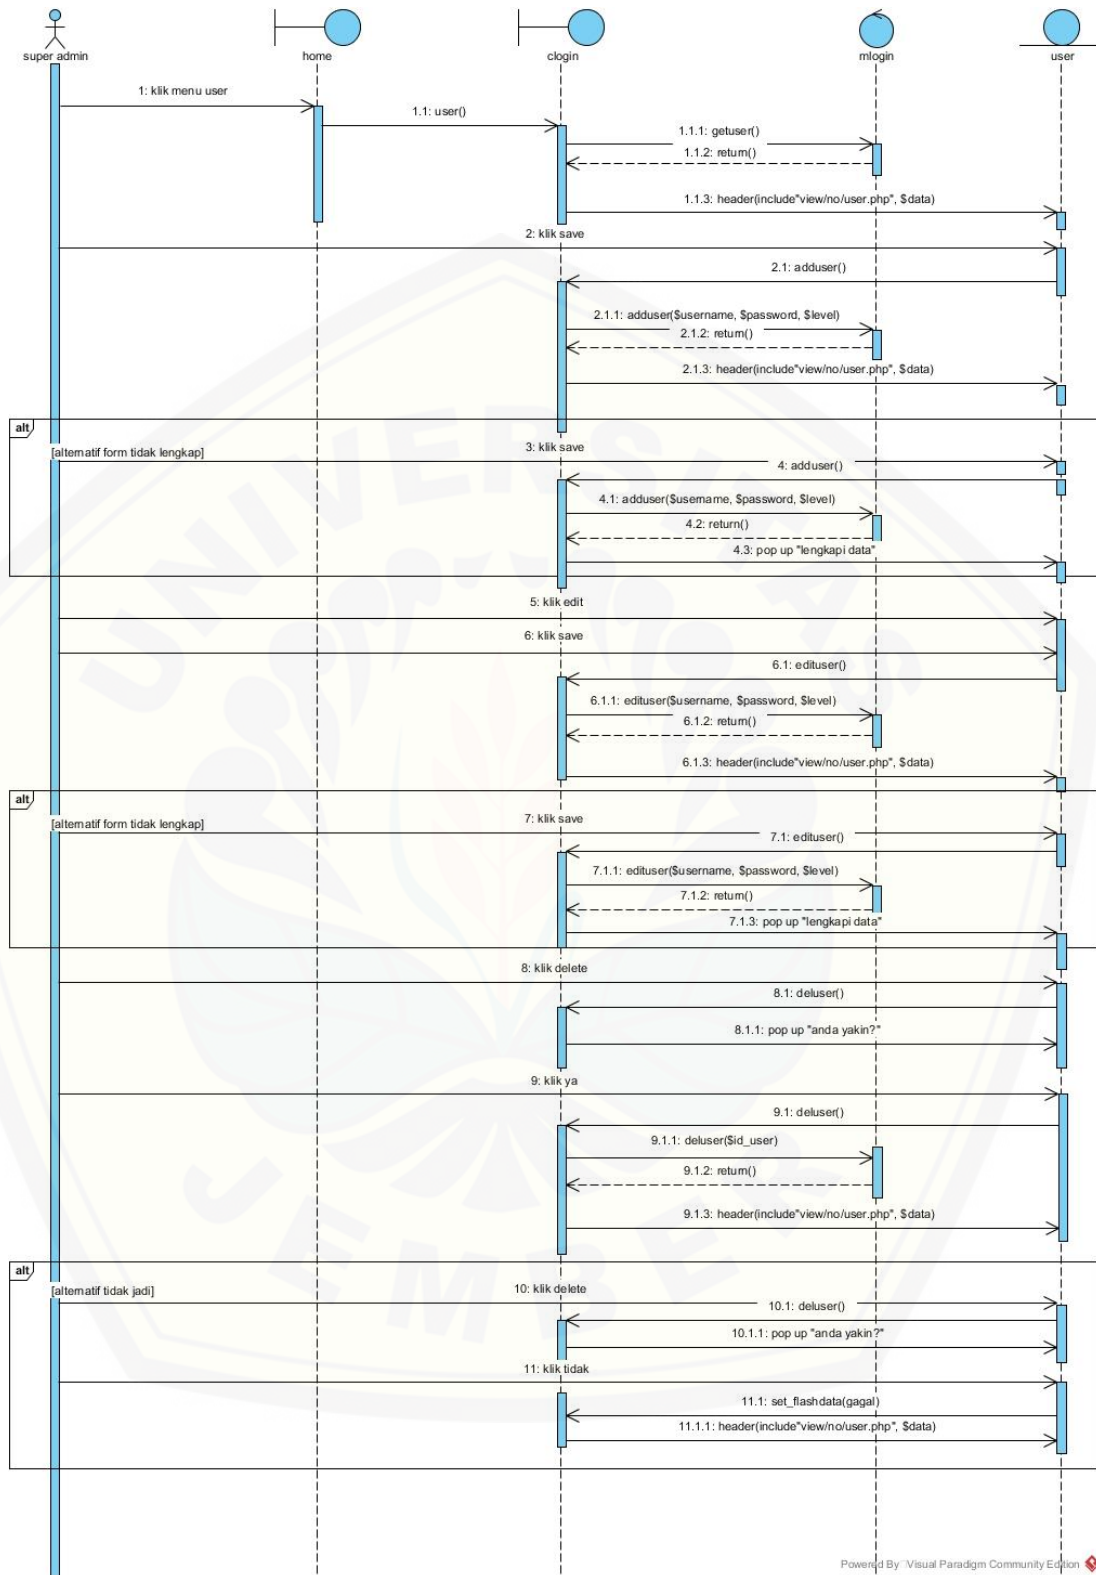 super admin
home
clogin
mlogin
user
1: klik menu user
1.1: user()
1.1.1: getuser()
1.1.2: return()
1.1.3: header(include"view/no/user.php", $data)
2: klik save
2.1: adduser()
2.1.1: adduser($username, $password, $level)
2.1.2: return()
2.1.3: header(include"view/no/user.php", $data)
alt
[alternatif form tidak lengkap]
3: klik save
4: adduser()
4.1: adduser($username, $password, $level)
4.2: return()
4.3: pop up "lengkapi data"
5: klik edit
6: klik save
6.1: edituser()
6.1.1: edituser($username, $password, $level)
6.1.2: return()
6.1.3: header(include"view/no/user.php", $data)
alt
[alternatif form tidak lengkap]
7: klik save
7.1: edituser()
7.1.1: edituser($username, $password, $level)
7.1.2: return()
7.1.3: pop up "lengkapi data"
8: klik delete
8.1: deluser()
8.1.1: pop up "anda yakin?"
9: klik ya
9.1: deluser()
9.1.1: deluser($id_user)
9.1.2: return()
9.1.3: header(include"view/no/user.php", $data)
alt
[alternatif tidak jadi]
10: klik delete
10.1: deluser()
10.1.1: pop up "anda yakin?"
11: klik tidak
11.1: set_flashdata(gagal)
11.1.1: header(include"view/no/user.php", $data)
UNIVERSITAS
JEMBER
Powered By Visual Paradigm Community Edition